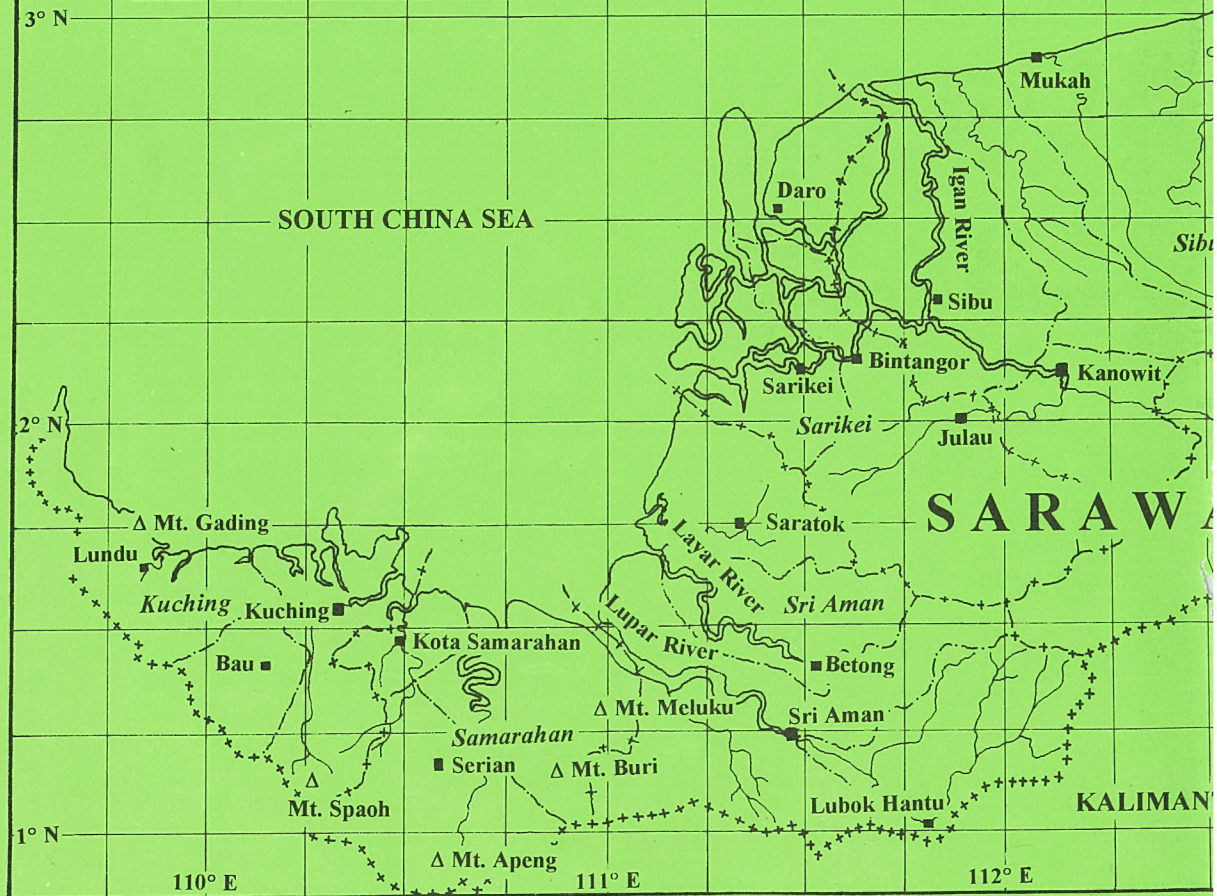 3° N
Mukah
Daro
Igan River
SOUTH CHINA SEA
Sibu
Bintangor
Kanowit
Sarikei
2° N
Sarikei
Julau
SARAWA
Mt. Gading
Saratok
Layar River
Lundu
Kuching
Kuching
Sri Aman
Lupar River
Kota Samarahan
Bau
Betong
Mt. Meluku
Sri Aman
Samarahan
Serian
Mt. Buri
Mt. Spaoh
Lubok Hantu
KALIMAN
1° N
Mt. Apeng
110° E
111° E
112° E